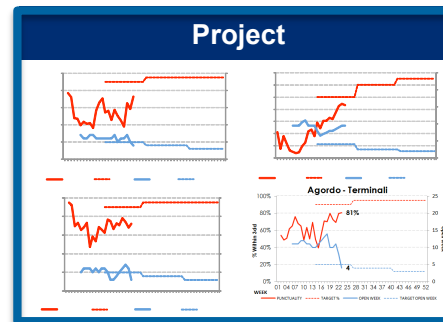 Project
Agordo - Terminali
100% 25
80% 81% 20
60% 15
40% 10
20% 4 5
0% 0
% Within 3dd
WEEK 01 04 07 10 13 16 19 22 25 28 31 34 37 40 43 46 49 52
PUNCTUALITY TARGET % OPEN WEEK TARGET OPEN WEEK